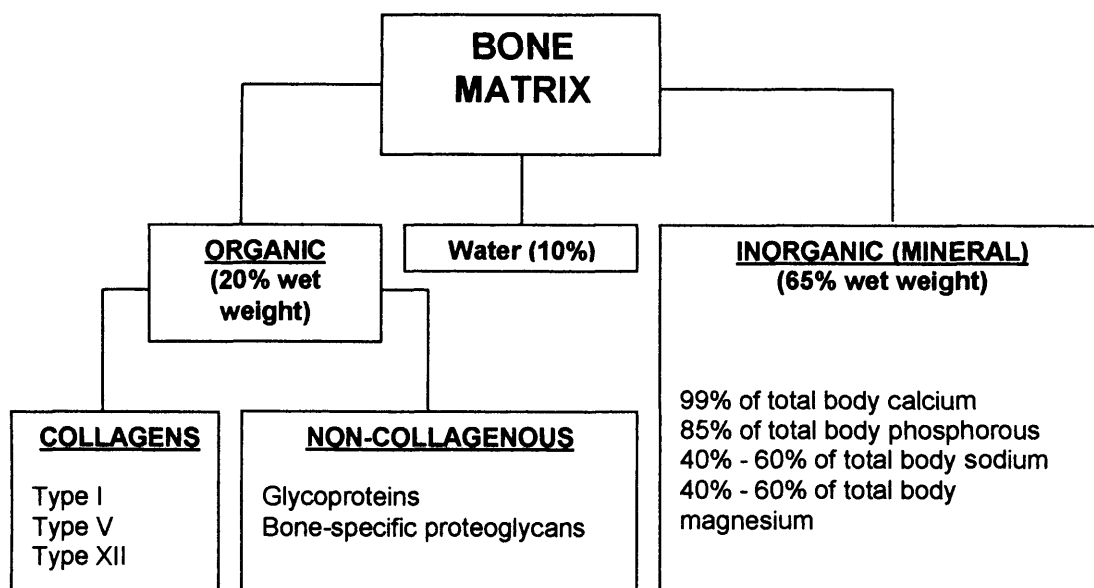 BONE
MATRIX
ORGANIC
(20% wet
weight)
Water (10%)
INORGANIC (MINERAL)
(65% wet weight)
COLLAGENS
Type I
Type V
Type XII
NON-COLLAGENOUS
Glycoproteins
Bone-specific proteoglycans
99% of total body calcium
85% of total body phosphorous
40% - 60% of total body sodium
40% - 60% of total body
magnesium